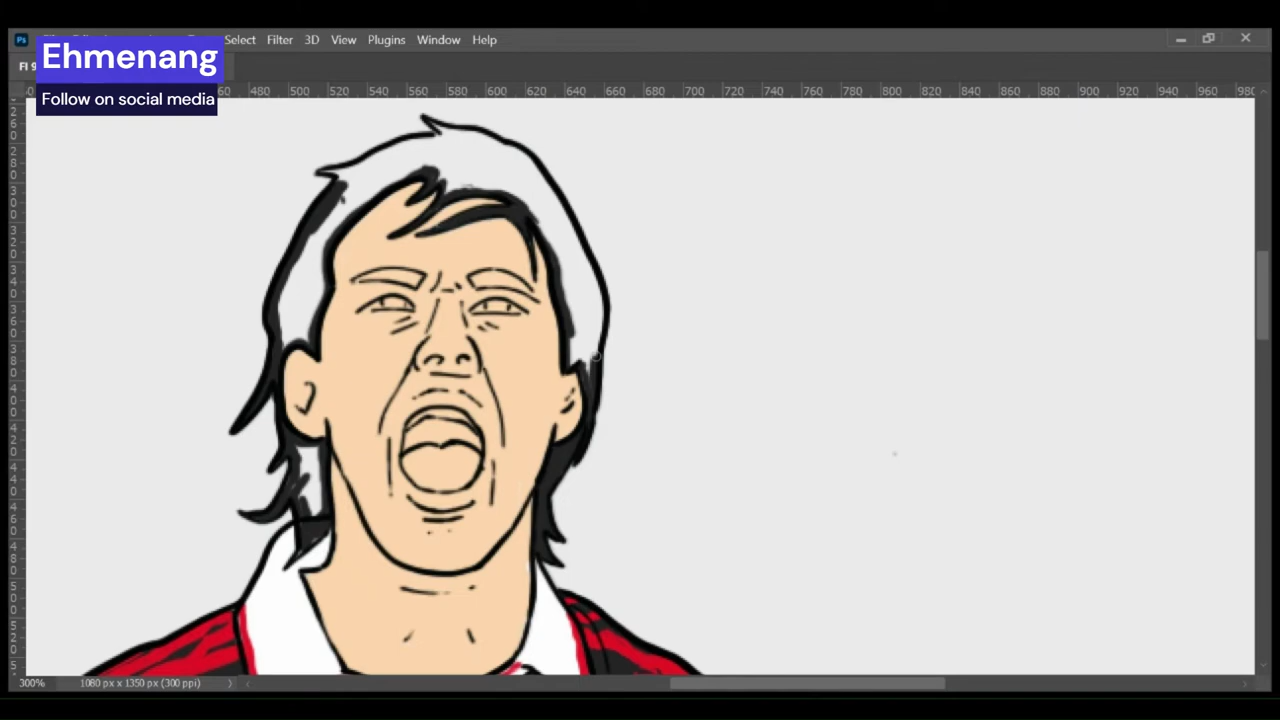 Ps Select Filter 3D View Plugins Window Help
Ehmenang
Follow on social media
480 500 520 540 560 580 600 620 640 660 680 700 720 740 760 780 800 820 840 860 880 900 920 940 960 980
300% 1080 px x 1350 px (300 ppi)